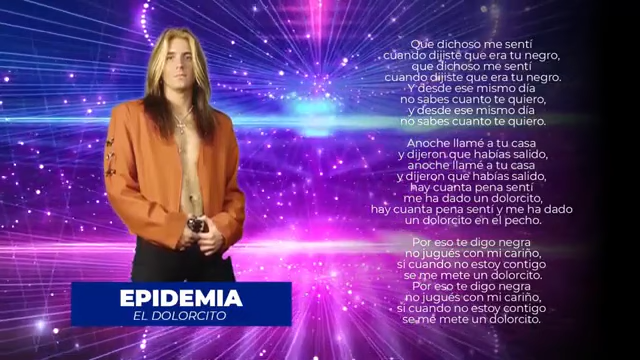 Que dichoso me sentí
cuando dijiste que era tu negro,
que dichoso me sentí
cuando dijiste que era tu negro.
Y desde ese mismo día
no sabes cuanto te quiero,
y desde ese mismo día
no sabes cuanto te quiero.
Anoche llamé a tu casa
y dijeron que habías salido,
anoche llamé a tu casa
y dijeron que habías salido,
hay cuanta pena sentí
me ha dado un dolorcito,
hay cuanta pena sentí y me ha dado
un dolorcito en el pecho.
Por eso te digo negra
no jugués con mi cariño,
si cuando no estoy contigo
se me mete un dolorcito.
Por eso te digo negra
no jugués con mi cariño,
si cuando no estoy contigo
se me mete un dolorcito.
EPIDEMIA
EL DOLORCITO